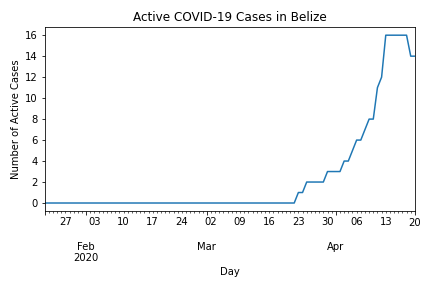 Active COVID-19 Cases in Belize
16
14
12
10
8
6
4
2
0
Number of Active Cases
27 03 10 17 24 02 09 16 23 30 06 13 20
Feb Mar Apr
2020
Day